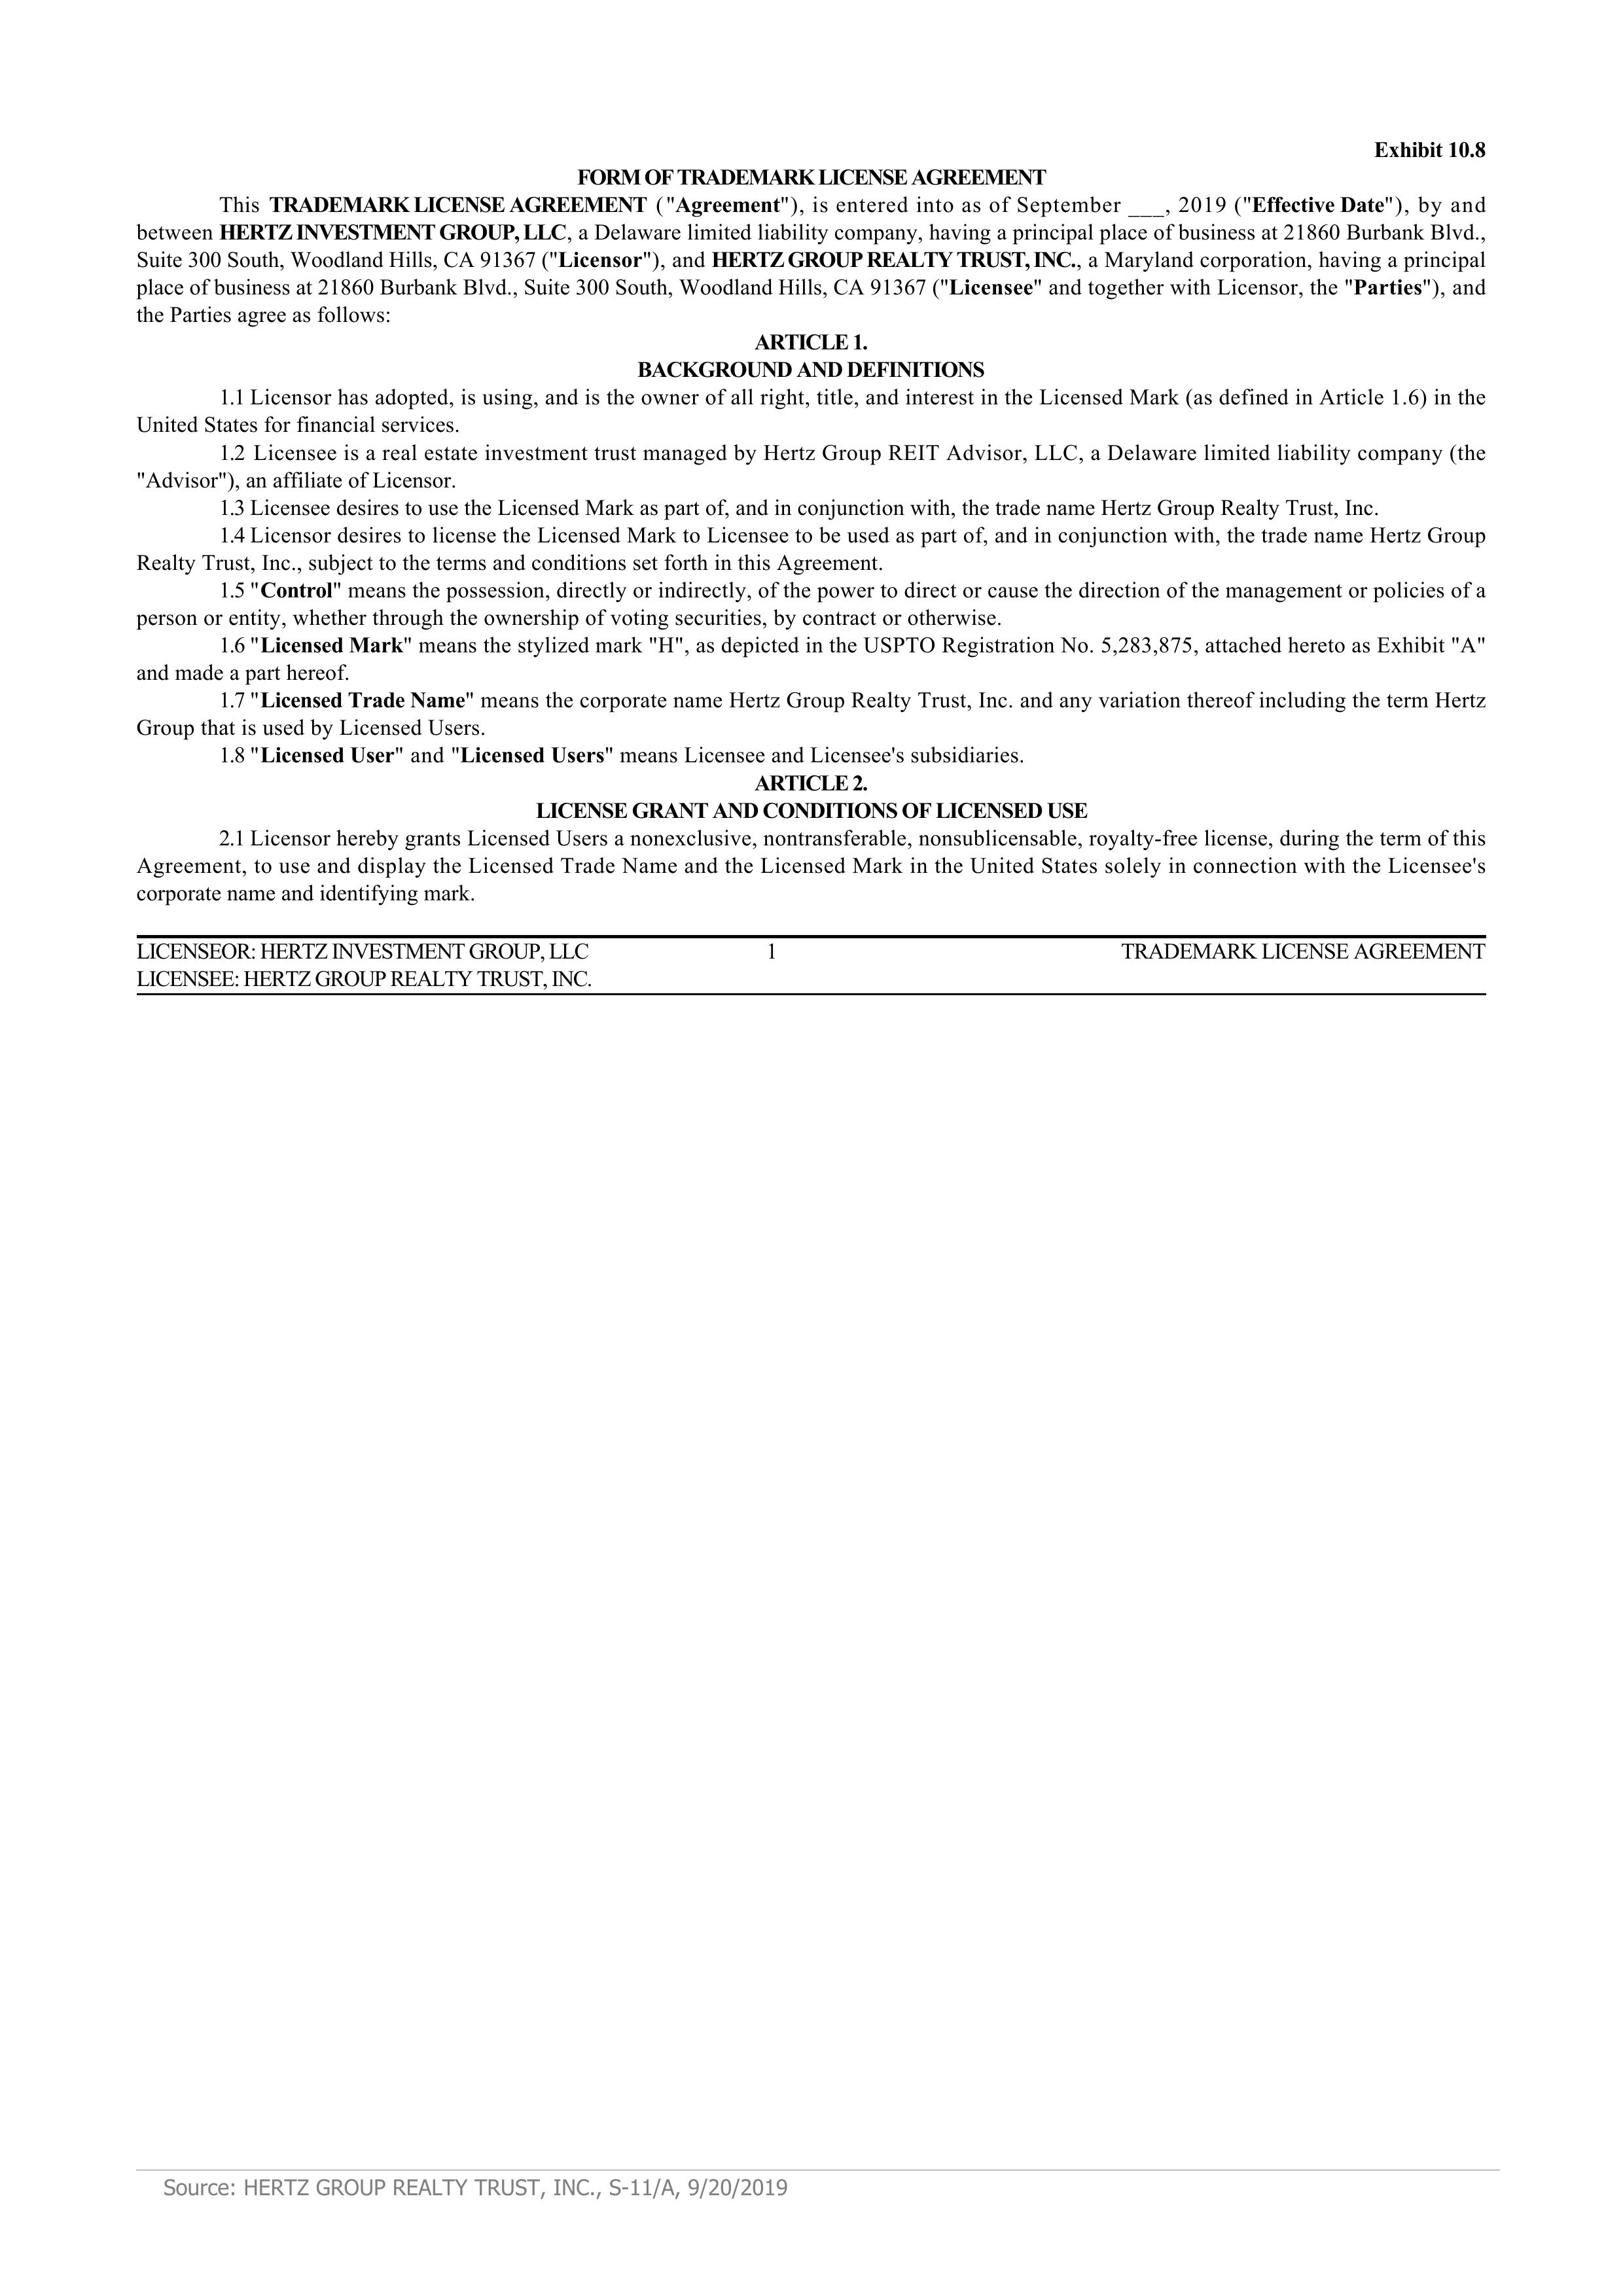 Exhibit 10.8
FORM OF TRADEMARK LICENSE AGREEMENT
This TRADEMARK LICENSE AGREEMENT ("Agreement"), is entered into as of September ___, 2019 ("Effective Date"), by and
between HERTZ INVESTMENT GROUP, LLC, a Delaware limited liability company, having a principal place of business at 21860 Burbank Blvd.,
Suite 300 South, Woodland Hills, CA 91367 ("Licensor"), and HERTZ GROUP REALTY TRUST, INC., a Maryland corporation, having a principal
place of business at 21860 Burbank Blvd., Suite 300 South, Woodland Hills, CA 91367 ("Licensee" and together with Licensor, the "Parties"), and
the Parties agree as follows:
ARTICLE 1.
BACKGROUND AND DEFINITIONS
1.1 Licensor has adopted, is using, and is the owner of all right, title, and interest in the Licensed Mark (as defined in Article 1.6) in the
United States for financial services.
1.2 Licensee is a real estate investment trust managed by Hertz Group REIT Advisor, LLC, a Delaware limited liability company (the
"Advisor"), an affiliate of Licensor.
1.3 Licensee desires to use the Licensed Mark as part of, and in conjunction with, the trade name Hertz Group Realty Trust, Inc.
1.4 Licensor desires to license the Licensed Mark to Licensee to be used as part of, and in conjunction with, the trade name Hertz Group
Realty Trust, Inc., subject to the terms and conditions set forth in this Agreement.
1.5 "Control" means the possession, directly or indirectly, of the power to direct or cause the direction of the management or policies of a
person or entity, whether through the ownership of voting securities, by contract or otherwise.
1.6 "Licensed Mark" means the stylized mark "H", as depicted in the USPTO Registration No. 5,283,875, attached hereto as Exhibit "A"
and made a part hereof.
1.7 "Licensed Trade Name" means the corporate name Hertz Group Realty Trust, Inc. and any variation thereof including the term Hertz
Group that is used by Licensed Users.
1.8 "Licensed User" and "Licensed Users" means Licensee and Licensee's subsidiaries.
ARTICLE 2.
LICENSE GRANT AND CONDITIONS OF LICENSED USE
2.1 Licensor hereby grants Licensed Users a nonexclusive, nontransferable, nonsublicensable, royalty-free license, during the term of this
Agreement, to use and display the Licensed Trade Name and the Licensed Mark in the United States solely in connection with the Licensee's
corporate name and identifying mark.
LICENSEOR: HERTZ INVESTMENT GROUP, LLC 1 TRADEMARK LICENSE AGREEMENT
LICENSEE: HERTZ GROUP REALTY TRUST, INC.
Source: HERTZ GROUP REALTY TRUST, INC., S-11/A, 9/20/2019